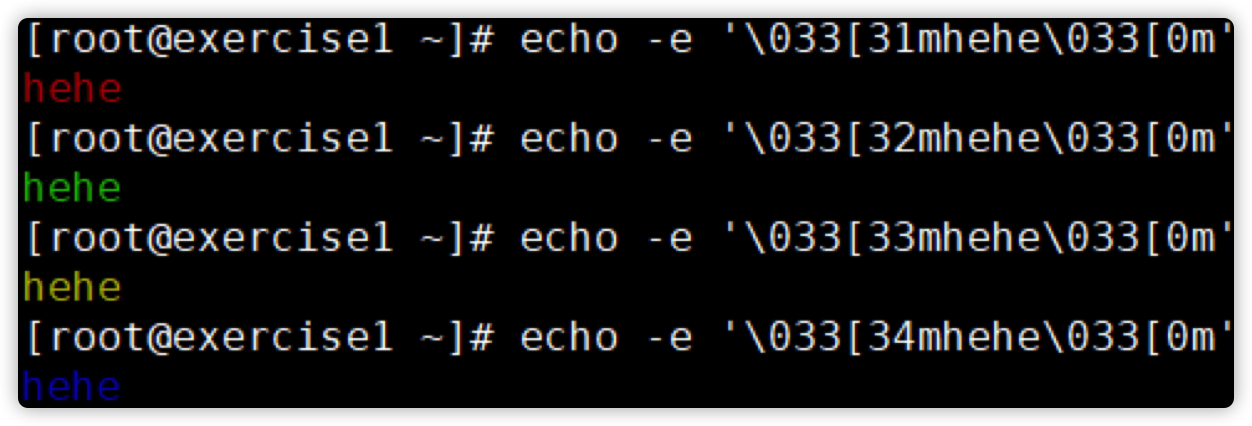 [root@exercise1 ~]# echo -e '\033[31mhehe\033[0m'
hehe
[root@exercise1 ~]# echo -e '\033[32mhehe\033[0m'
hehe
[root@exercise1 ~]# echo -e '\033[33mhehe\033[0m'
hehe
[root@exercise1 ~]# echo -e '\033[34mhehe\033[0m'
hehe